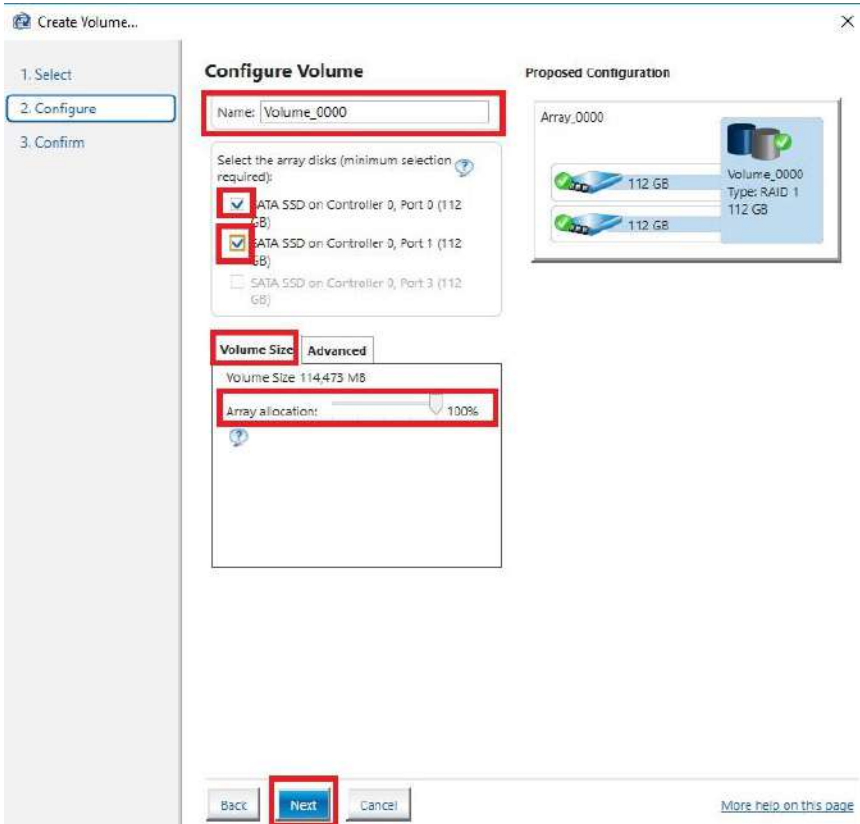 Create Volume...
1. Select
2. Configure
3. Confirm
Configure Volume
Name: Volume_0000
Select the array disks (minimum selection
required):
SATA SSD on Controller 0, Port 0 (112
GB)
SATA SSD on Controller 0, Port 1 (112
GB)
SATA SSD on Controller 0, Port 3 (112
GB)
Volume Size
Advanced
Volume Size 114,473 MB
Array allocation:
100%
Proposed Configuration
Array_0000
112 GB
112 GB
Volume_0000
Type: RAID 1
112 GB
Back
Next
Cancel
More help on this page